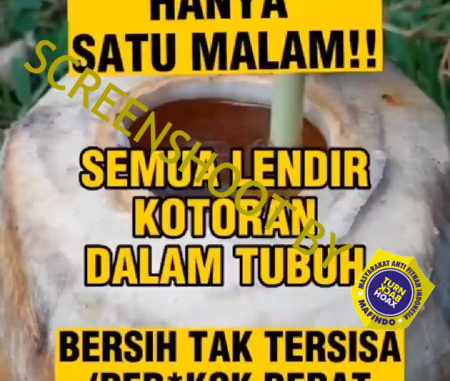 HANYA
SATU MALAM!!
SCREENSHOOT BY
SEMUA LENDIR
KOTORAN
DALAM TUBUH
MASYARAKAT ANTI FITNAH INDONESIA
TURN
BACK
HOAX
MAFINDO
BERSIH TAK TERSISA